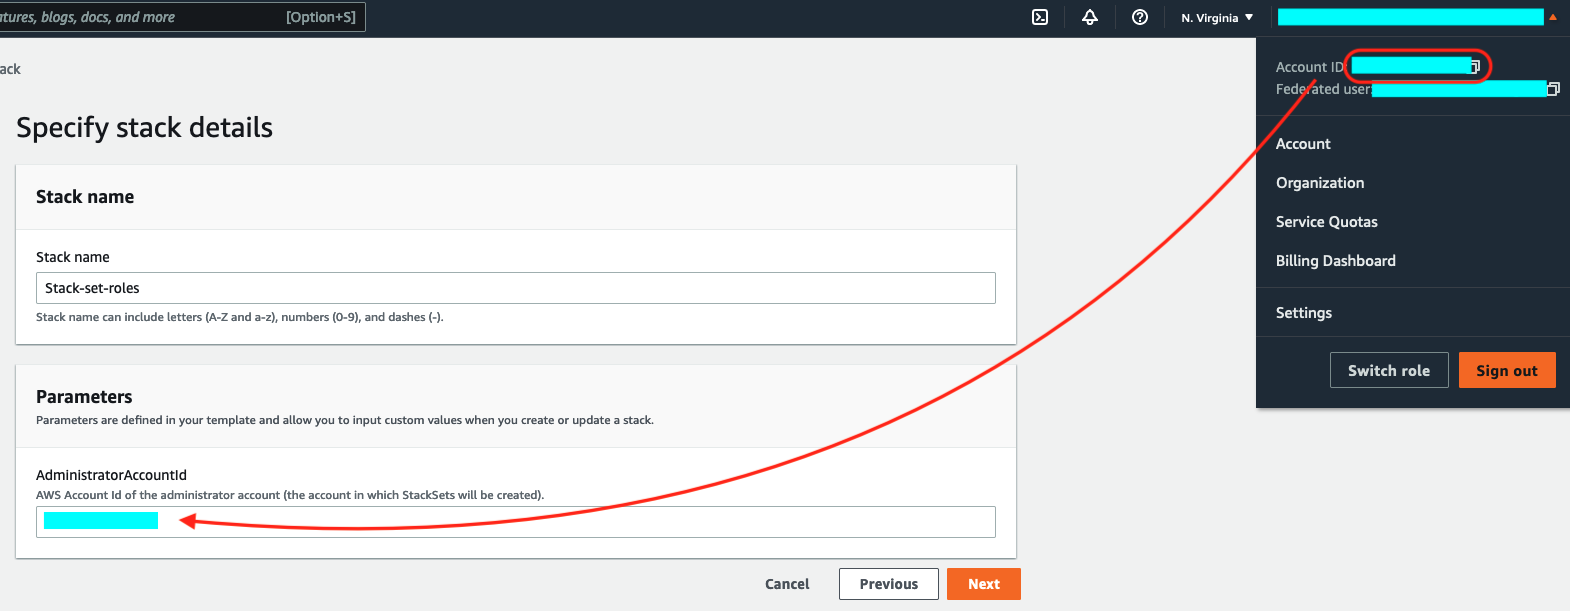 and more
[Option+S]
N. Virginia
Account ID
Federated user:
Account
Organization
Service Quotas
Billing Dashboard
Settings
Switch role
Sign out
Specify stack details
Stack name
Stack name
Stack-set-roles
Stack name can include letters (A-Z and a-z), numbers (0-9), and dashes (-).
Parameters
Parameters are defined in your template and allow you to input custom values when you create or update a stack.
AdministratorAccountId
AWS Account Id of the administrator account (the account in which StackSets will be created).
Cancel
Previous
Next